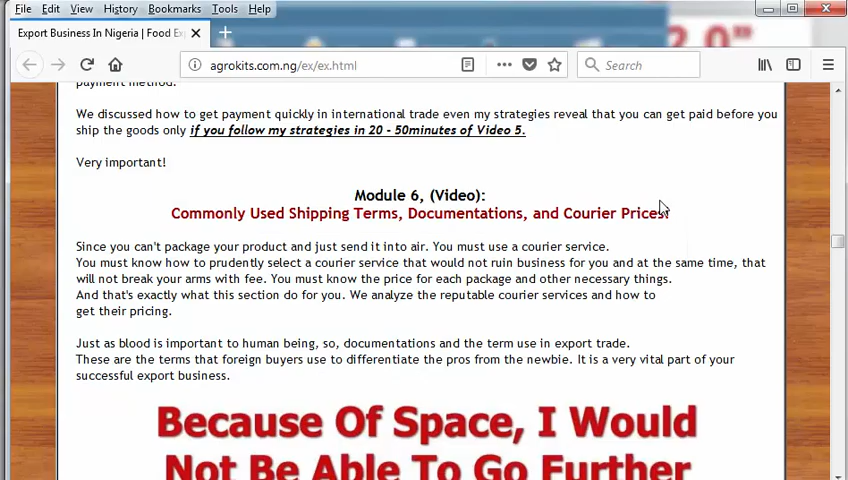 File Edit View History Bookmarks Tools Help
2.0"
Export Business In Nigeria | Food Ex
agrokits.com.ng/ex/ex.html
Search
payment method.
We discussed how to get payment quickly in international trade even my strategies reveal that you can get paid before you
ship the goods only if you follow my strategies in 20 - 50minutes of Video 5.
Very important!
Module 6, (Video):
Commonly Used Shipping Terms, Documentations, and Courier Prices.
Since you can't package your product and just send it into air. You must use a courier service.
You must know how to prudently select a courier service that would not ruin business for you and at the same time, that
will not break your arms with fee. You must know the price for each package and other necessary things.
And that's exactly what this section do for you. We analyze the reputable courier services and how to
get their pricing.
Just as blood is important to human being, so, documentations and the term use in export trade.
These are the terms that foreign buyers use to differentiate the pros from the newbie. It is a very vital part of your
successful export business.
Because Of Space, I Would
Not Be Able To Go Further